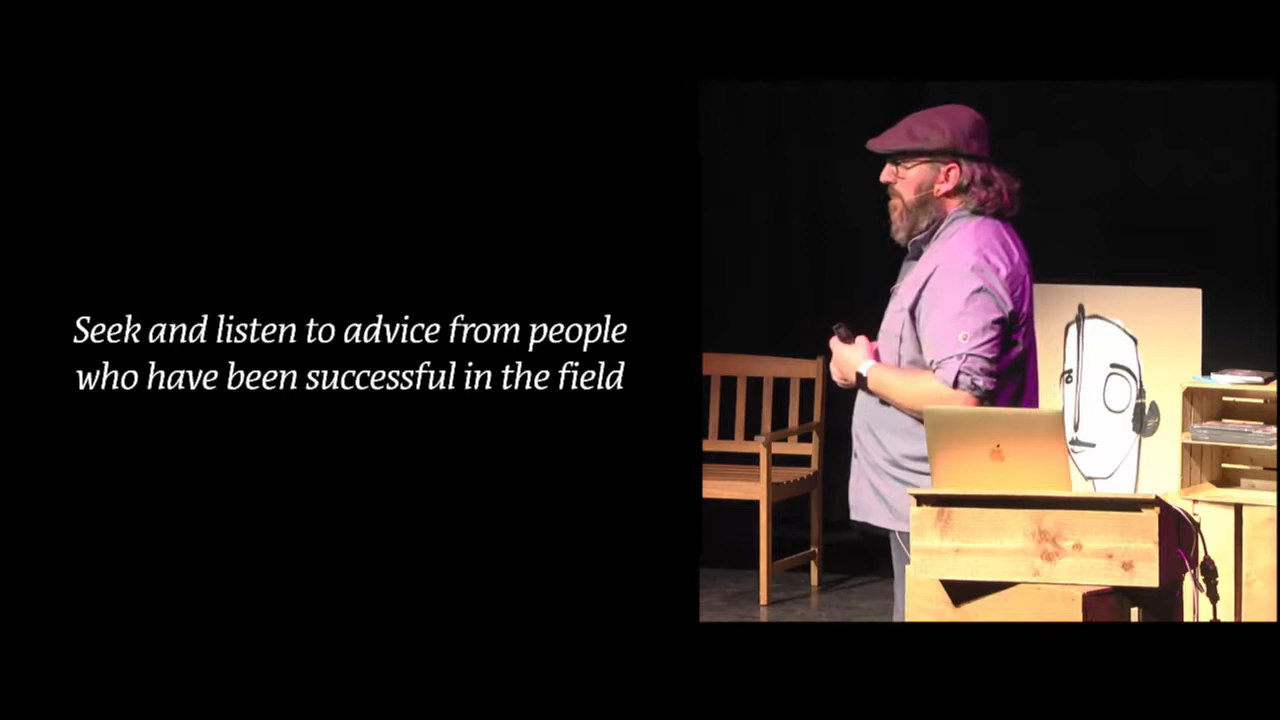 Seek and listen to advice from people
who have been successful in the field